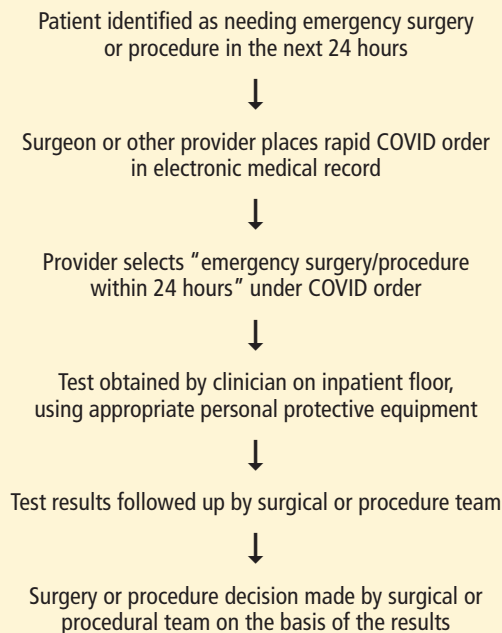 Patient identified as needing emergency surgery
or procedure in the next 24 hours
Surgeon or other provider places rapid COVID order
in electronic medical record
Provider selects “emergency surgery/procedure
within 24 hours” under COVID order
Test obtained by clinician on inpatient floor,
using appropriate personal protective equipment
Test results followed up by surgical or procedure team
Surgery or procedure decision made by surgical or
procedural team on the basis of the results